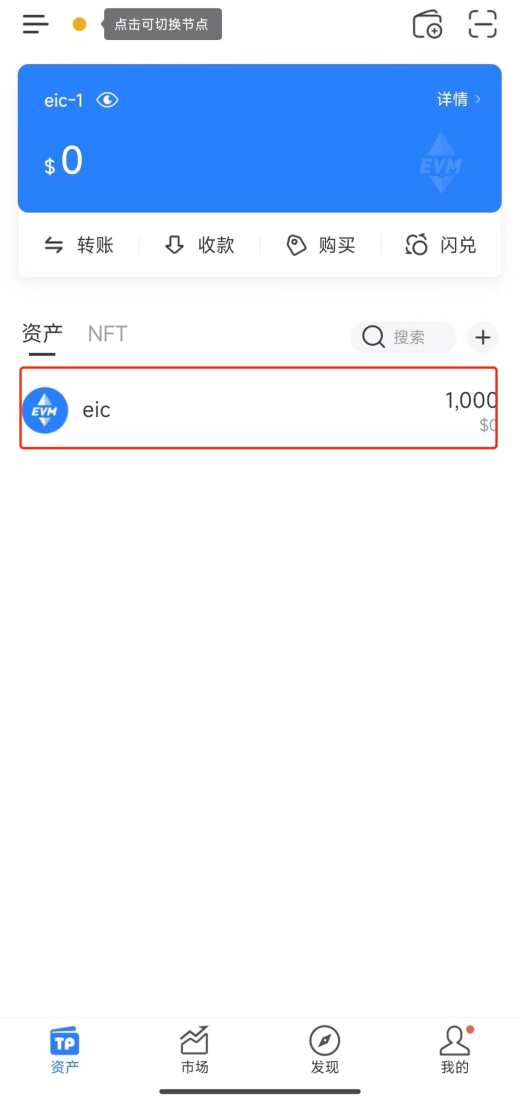 点击可切换节点
eic-1 详情 >
$ 0
EVM
转账 收款 购买 闪兑
资产 NFT 搜索
EVM eic 1,000
$0
TP
资产 市场 发现 我的